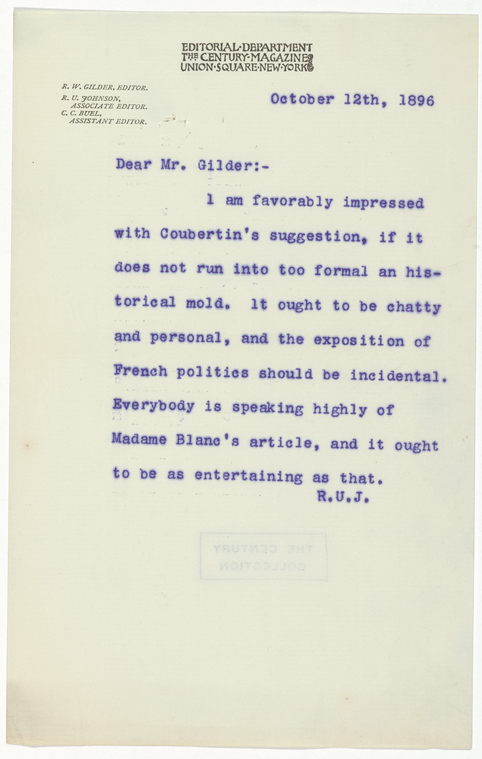 EDITORIAL·DEPARTMENT
THE CENTURY·MAGAZINE
UNION·SQUARE·NEW·YORK
R. W. GILDER, EDITOR.
R. U. JOHNSON,
ASSOCIATE EDITOR.
C. C. BUEL,
ASSISTANT EDITOR.
October 12th, 1896
Dear Mr. Gilder:-
I am favorably impressed
with Coubertin's suggestion, if it
does not run into too formal an his-
torical mold. It ought to be chatty
and personal, and the exposition of
French politics should be incidental.
Everybody is speaking highly of
Madame Blanc's article, and it ought
to be as entertaining as that.
R.U.J.
THE CENTURY
COLLECTION